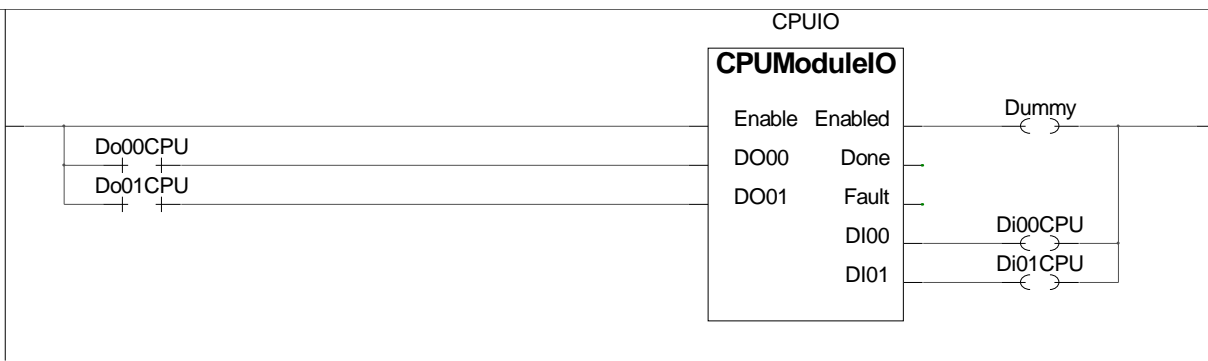 CPUIO
CPUModuleIO
Enable Enabled Dummy
Do00CPU DO00 Done
Do01CPU DO01 Fault
DI00 Di00CPU
DI01 Di01CPU